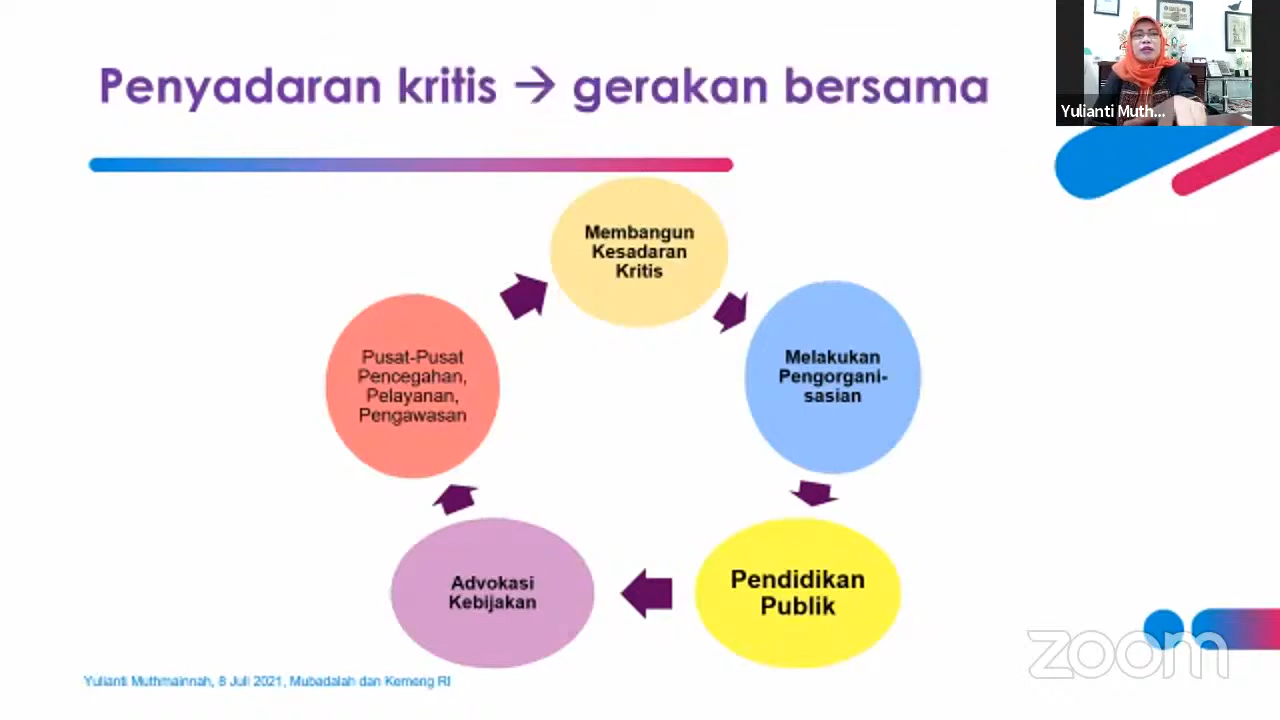 Penyadaran kritis → gerakan bersama
Yulianti Muth...
Membangun
Kesadaran
Kritis
Melakukan
Pengorgani-
sasian
Pendidikan
Publik
Advokasi
Kebijakan
Pusat-Pusat
Pencegahan,
Pelayanan,
Pengawasan
Yulianti Muthmainnah, 8 Juli 2021, Mubadalah dan Kemeng RI
zoom